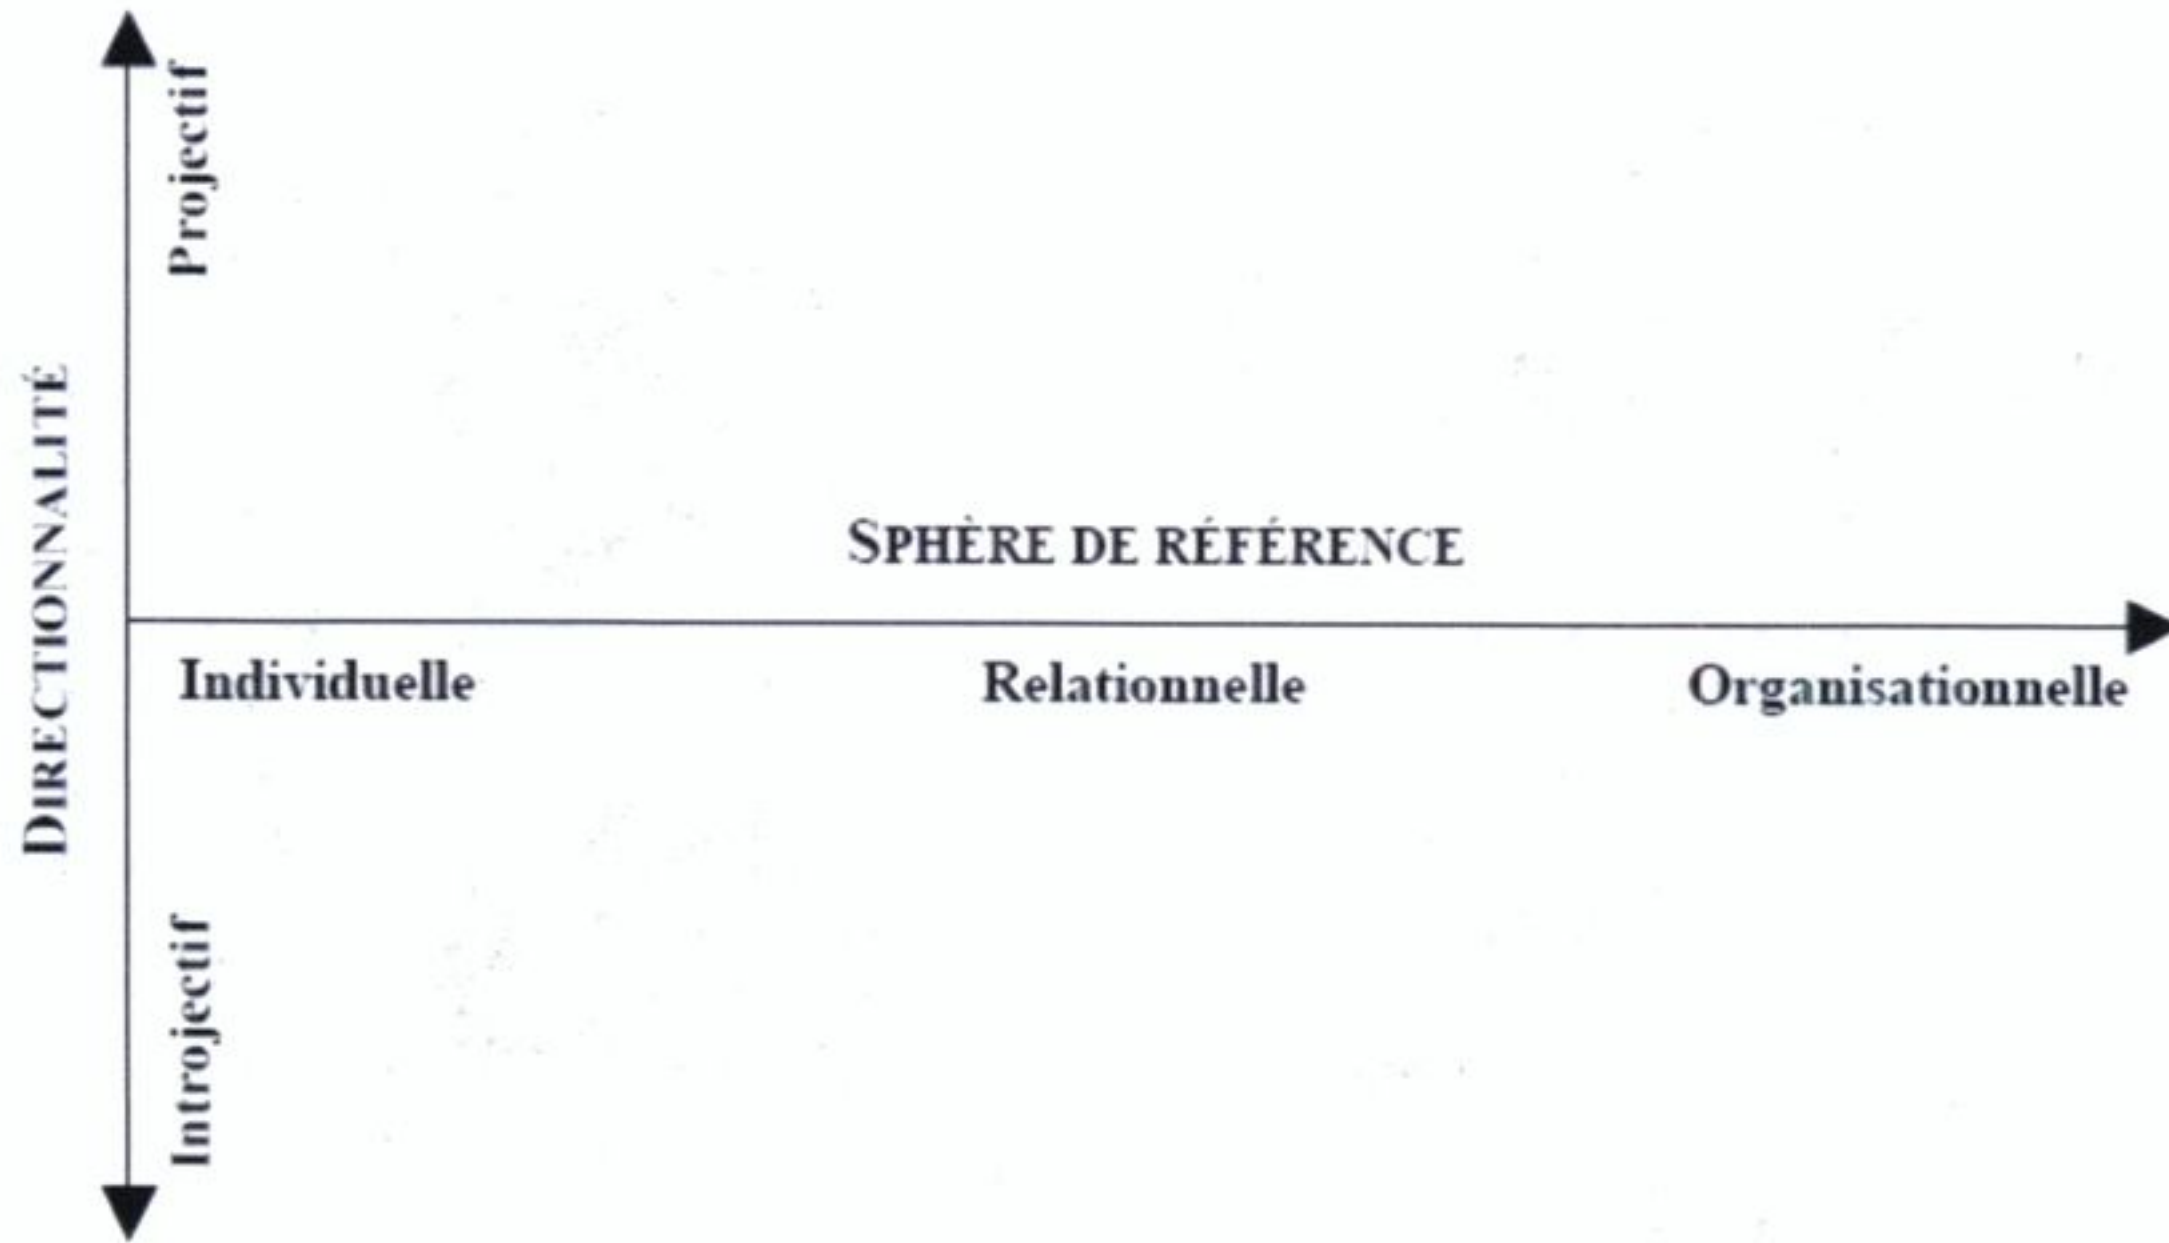 Projectif
DIRECTIONNALITÉ
SPHÈRE DE RÉFÉRENCE
Individuelle
Relationnelle
Organisationnelle
Introjectif